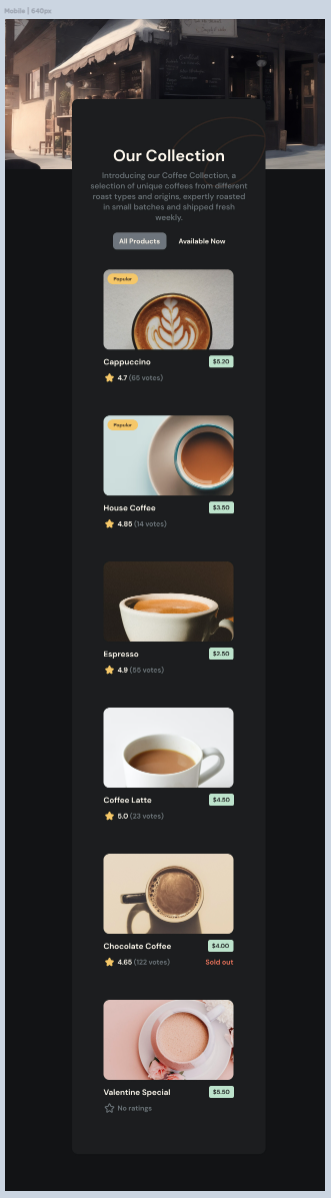 Mobile | 640px
Our Collection
Introducing our Coffee Collection, a
selection of unique coffees from different
roast types and origins, expertly roasted
in small batches and shipped fresh
weekly.
All Products Available Now
Popular
Cappuccino $5.20
4.7 (65 votes)
Popular
House Coffee $3.50
4.85 (14 votes)
Espresso $2.50
4.9 (55 votes)
Coffee Latte $4.50
5.0 (23 votes)
Chocolate Coffee $4.00
4.65 (122 votes) Sold out
Valentine Special $5.50
No ratings